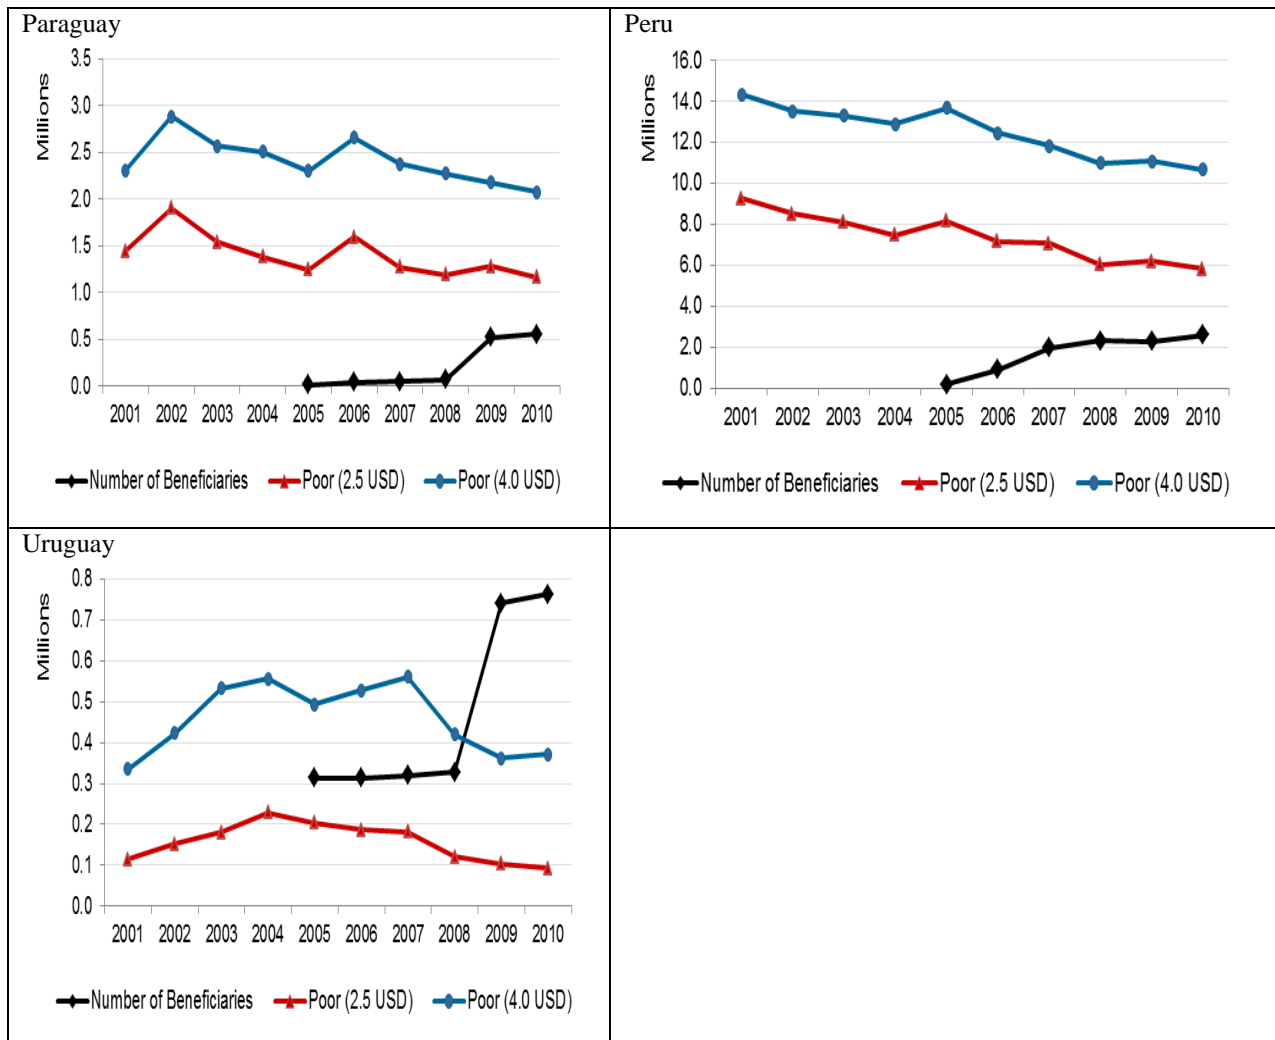 Paraguay
Millions
3.5
3.0
2.5
2.0
1.5
1.0
0.5
0.0
2001 2002 2003 2004 2005 2006 2007 2008 2009 2010
Number of Beneficiaries Poor (2.5 USD) Poor (4.0 USD)
Peru
Millions
16.0
14.0
12.0
10.0
8.0
6.0
4.0
2.0
0.0
2001 2002 2003 2004 2005 2006 2007 2008 2009 2010
Number of Beneficiaries Poor (2.5 USD) Poor (4.0 USD)
Uruguay
Millions
0.8
0.7
0.6
0.5
0.4
0.3
0.2
0.1
0.0
2001 2002 2003 2004 2005 2006 2007 2008 2009 2010
Number of Beneficiaries Poor (2.5 USD) Poor (4.0 USD)